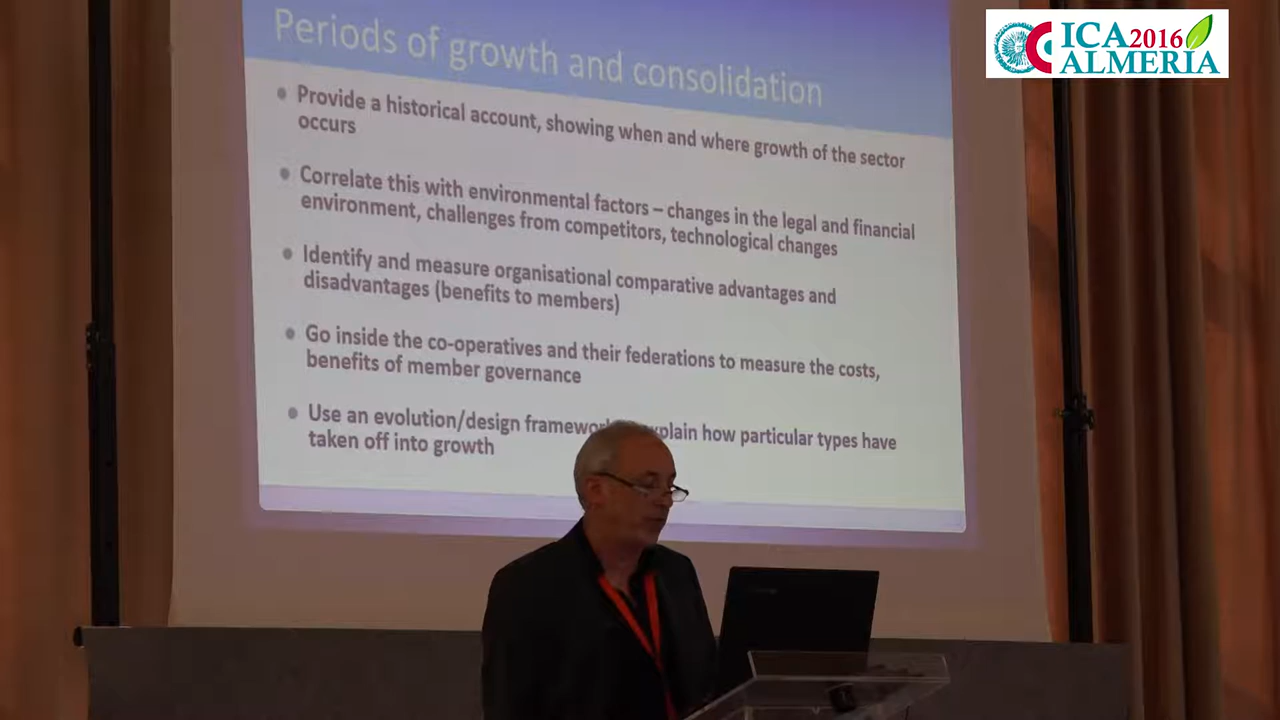 ICA 2016
ALMERIA
Periods of growth and consolidation
• Provide a historical account, showing when and where growth of the sector
occurs
• Correlate this with environmental factors – changes in the legal and financial
environment, challenges from competitors, technological changes
• Identify and measure organisational comparative advantages and
disadvantages (benefits to members)
• Go inside the co-operatives and their federations to measure the costs,
benefits of member governance
• Use an evolution/design framework explain how particular types have
taken off into growth